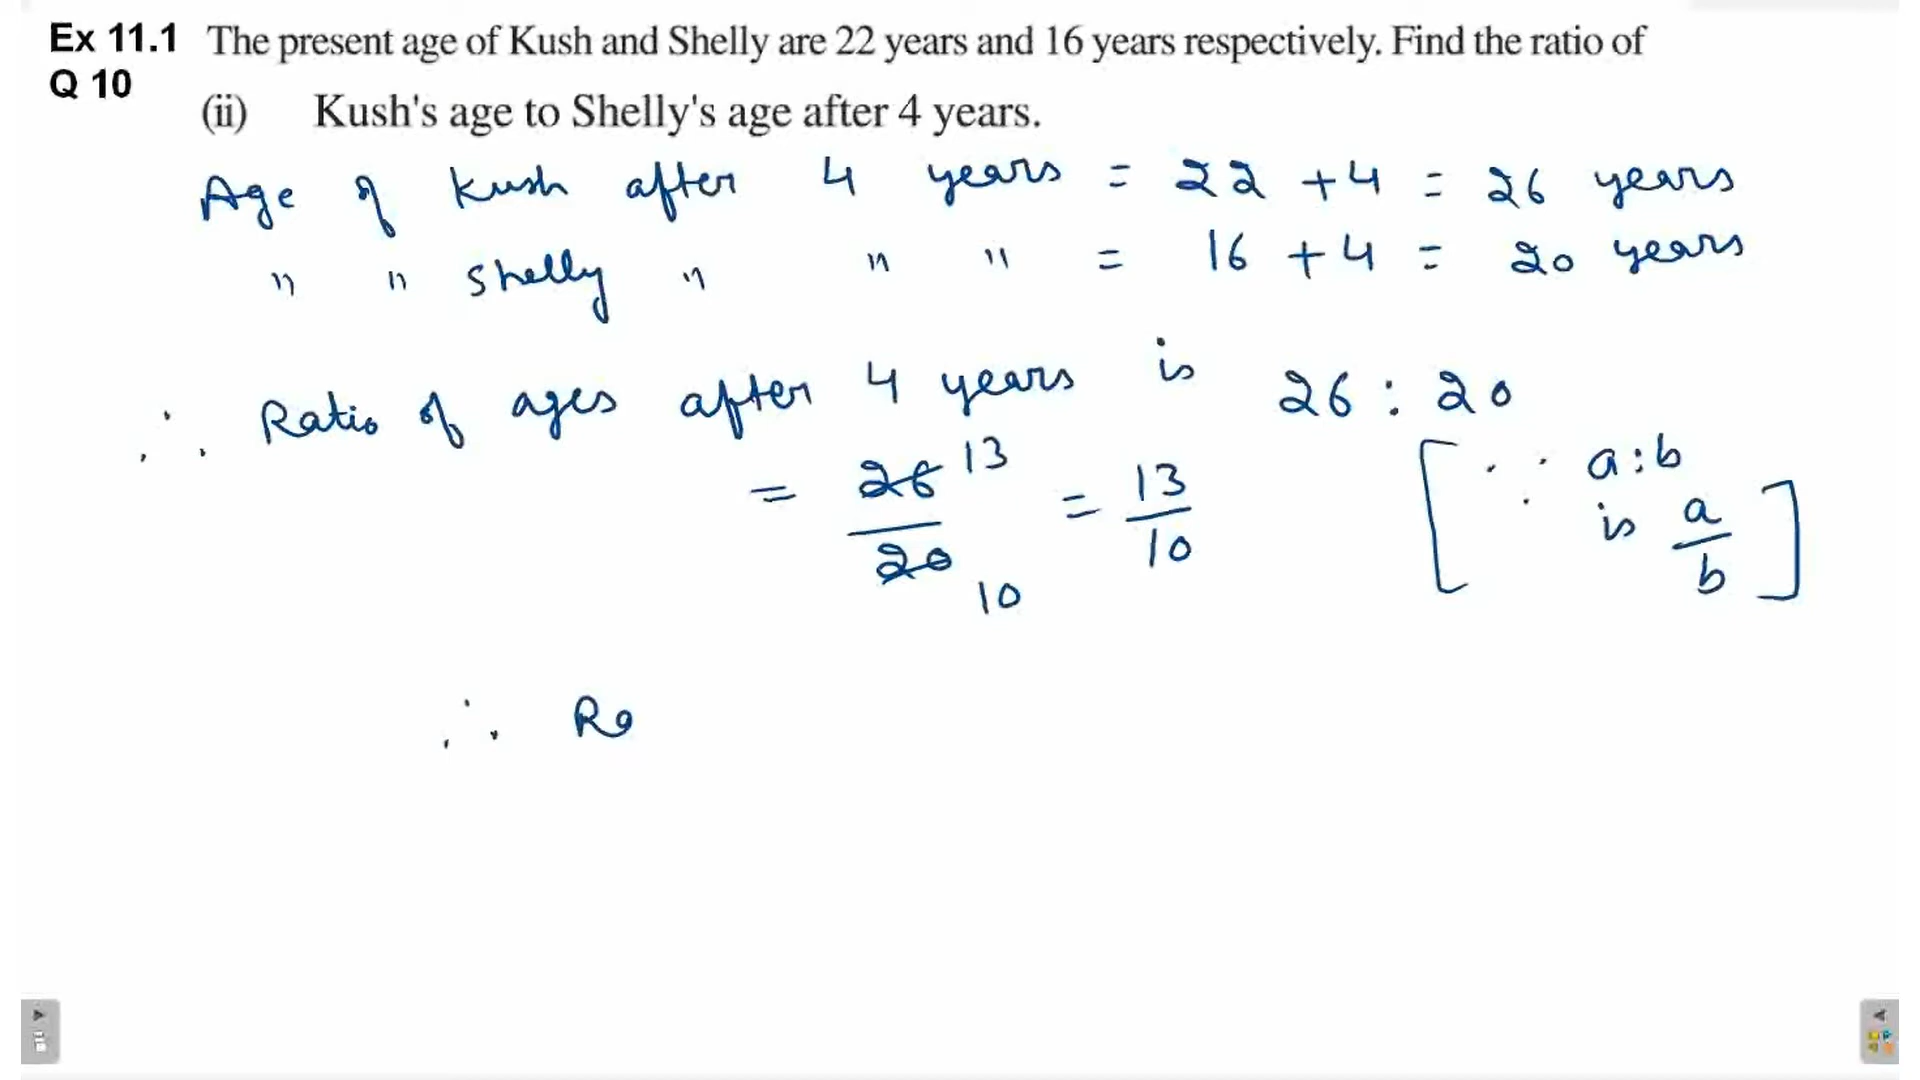 Ex 11.1 The present age of Kush and Shelly are 22 years and 16 years respectively. Find the ratio of
Q 10
(ii) Kush's age to Shelly's age after 4 years.
Age of Kush after 4 years = 22 + 4 = 26 years
" " Shelly " " " = 16 + 4 = 20 years
∴ Ratio of ages after 4 years is 26 : 20
= 26/20 13 10 = 13/10 [∵ a:b is a/b]
∴ Ra